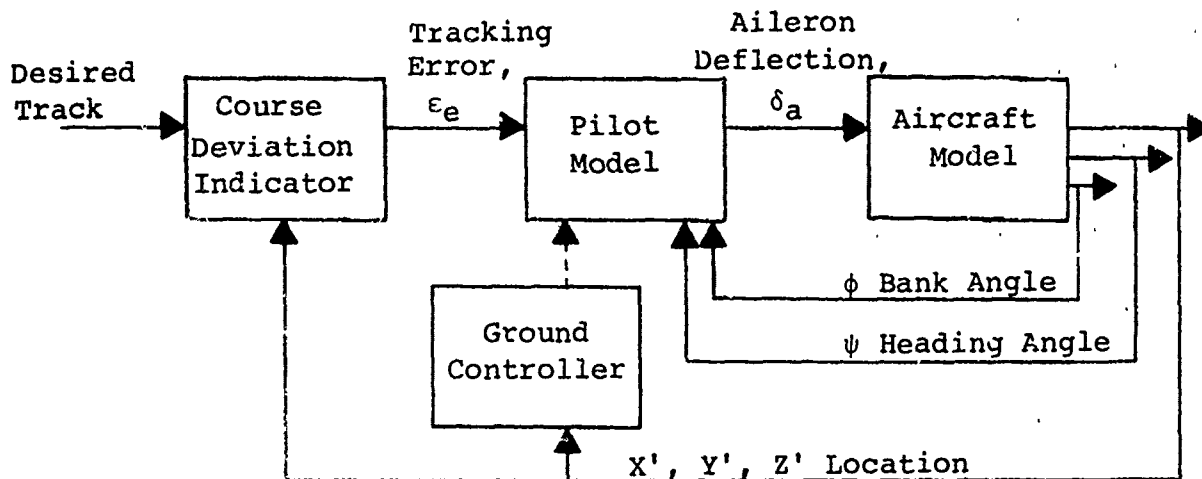 Desired
Track
Course
Deviation
Indicator
Tracking
Error,
εe
Pilot
Model
Aileron
Deflection,
δa
Aircraft
Model
ϕ Bank Angle
ψ Heading Angle
Ground
Controller
X', Y', Z' Location